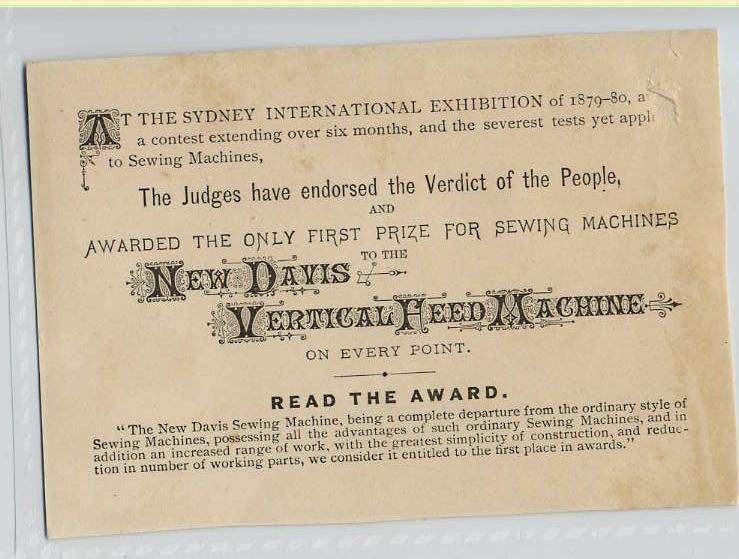 AT THE SYDNEY INTERNATIONAL EXHIBITION of 1879–80,
a contest extending over six months, and the severest tests yet
to Sewing Machines,
The Judges have endorsed the Verdict of the People,
AND
AWARDED THE ONLY FIRST PRIZE FOR SEWING MACHINES
TO THE
NEW DAVIS
VERTICAL FEED MACHINE
ON EVERY POINT.
READ THE AWARD.
"The New Davis Sewing Machine, being a complete departure from the ordinary style of
Sewing Machines, possessing all the advantages of such ordinary Sewing Machines, and in
addition an increased range of work, with the greatest simplicity of construction, and reduc-
tion in number of working parts, we consider it entitled to the first place in awards."